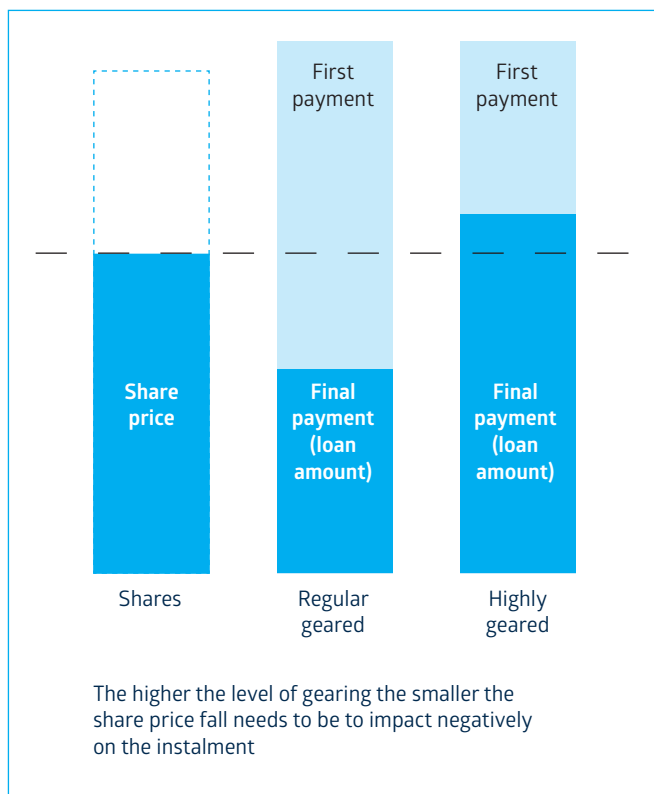 First
payment
First
payment
Share
price
Final
payment
(loan
amount)
Final
payment
(loan
amount)
Shares
Regular
geared
Highly
geared
The higher the level of gearing the smaller the
share price fall needs to be to impact negatively
on the instalment